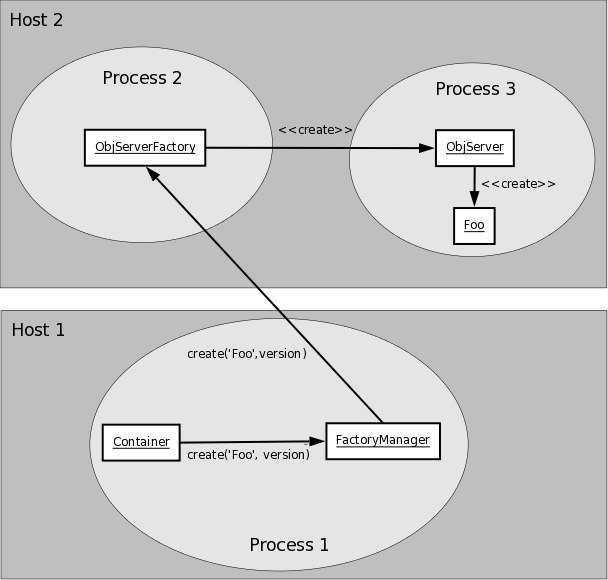 Host 2
Process 2
Process 3
<<create>>
ObjServerFactory
ObjServer
<<create>>
Foo
Host 1
create('Foo',version)
Container
FactoryManager
create('Foo', version)
Process 1